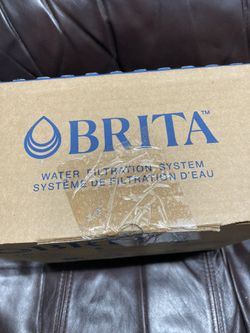 BRITA™
WATER FILTRATION SYSTEM
SYSTÈME DE FILTRATION D'EAU